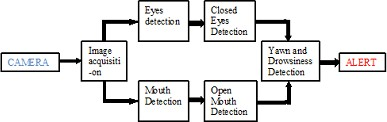 CAMERA
Image
acquisiti
-on
Eyes
detection
Closed
Eyes
Detection
Mouth
Detection
Open
Mouth
Detection
Yawn and
Drowsiness
Detection
ALERT